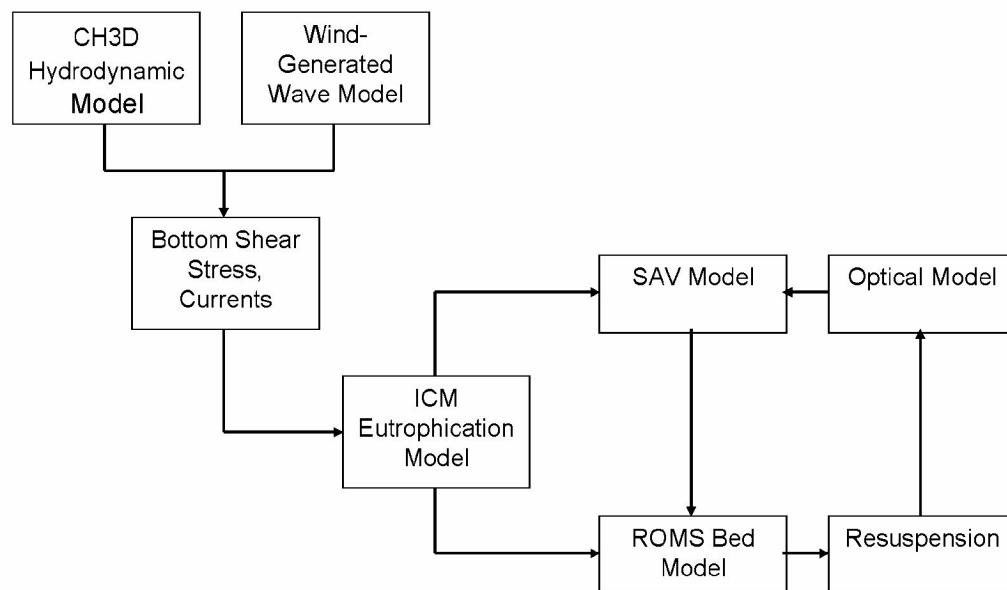 CH3D
Hydrodynamic
Model
Wind-
Generated
Wave Model
Bottom Shear
Stress,
Currents
SAV Model
Optical Model
ICM
Eutrophication
Model
ROMS Bed
Model
Resuspension